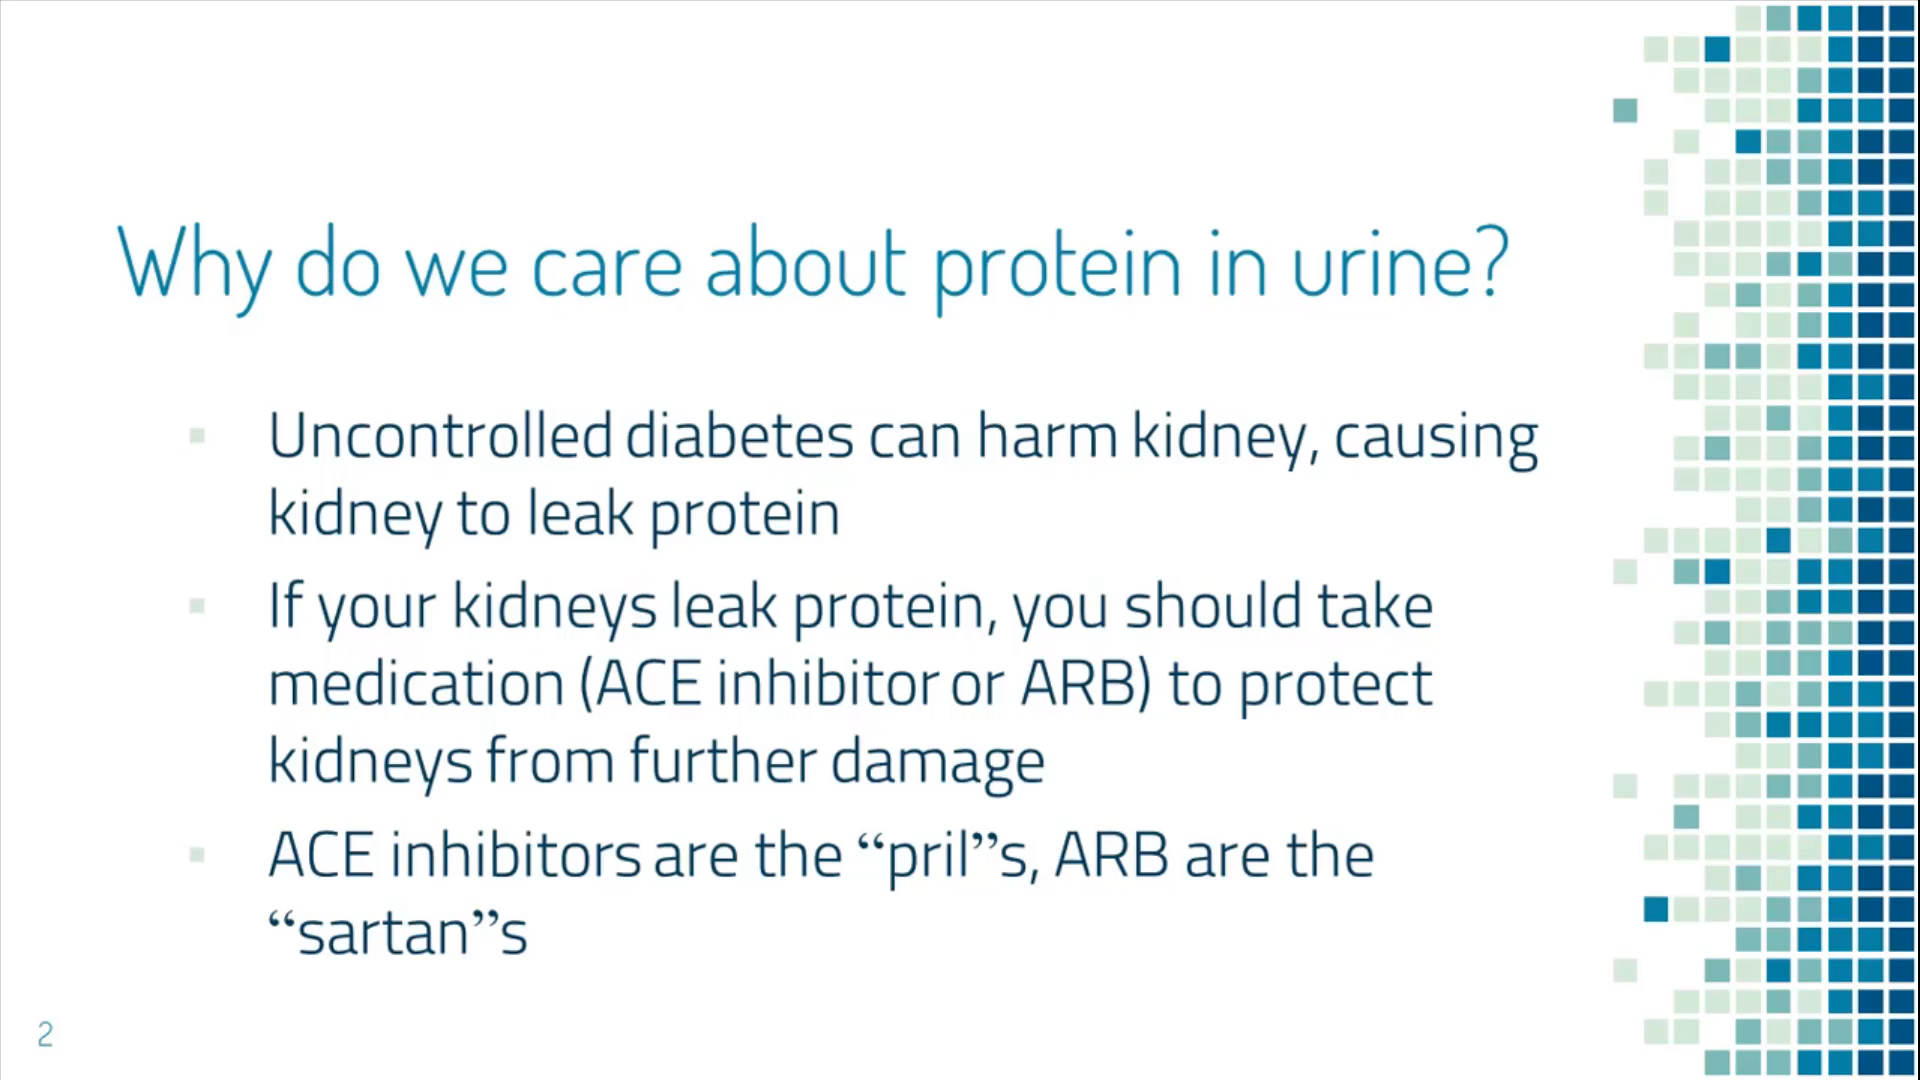 Why do we care about protein in urine?
Uncontrolled diabetes can harm kidney, causing
kidney to leak protein
If your kidneys leak protein, you should take
medication (ACE inhibitor or ARB) to protect
kidneys from further damage
ACE inhibitors are the “pril”s, ARB are the
“sartan”s
2